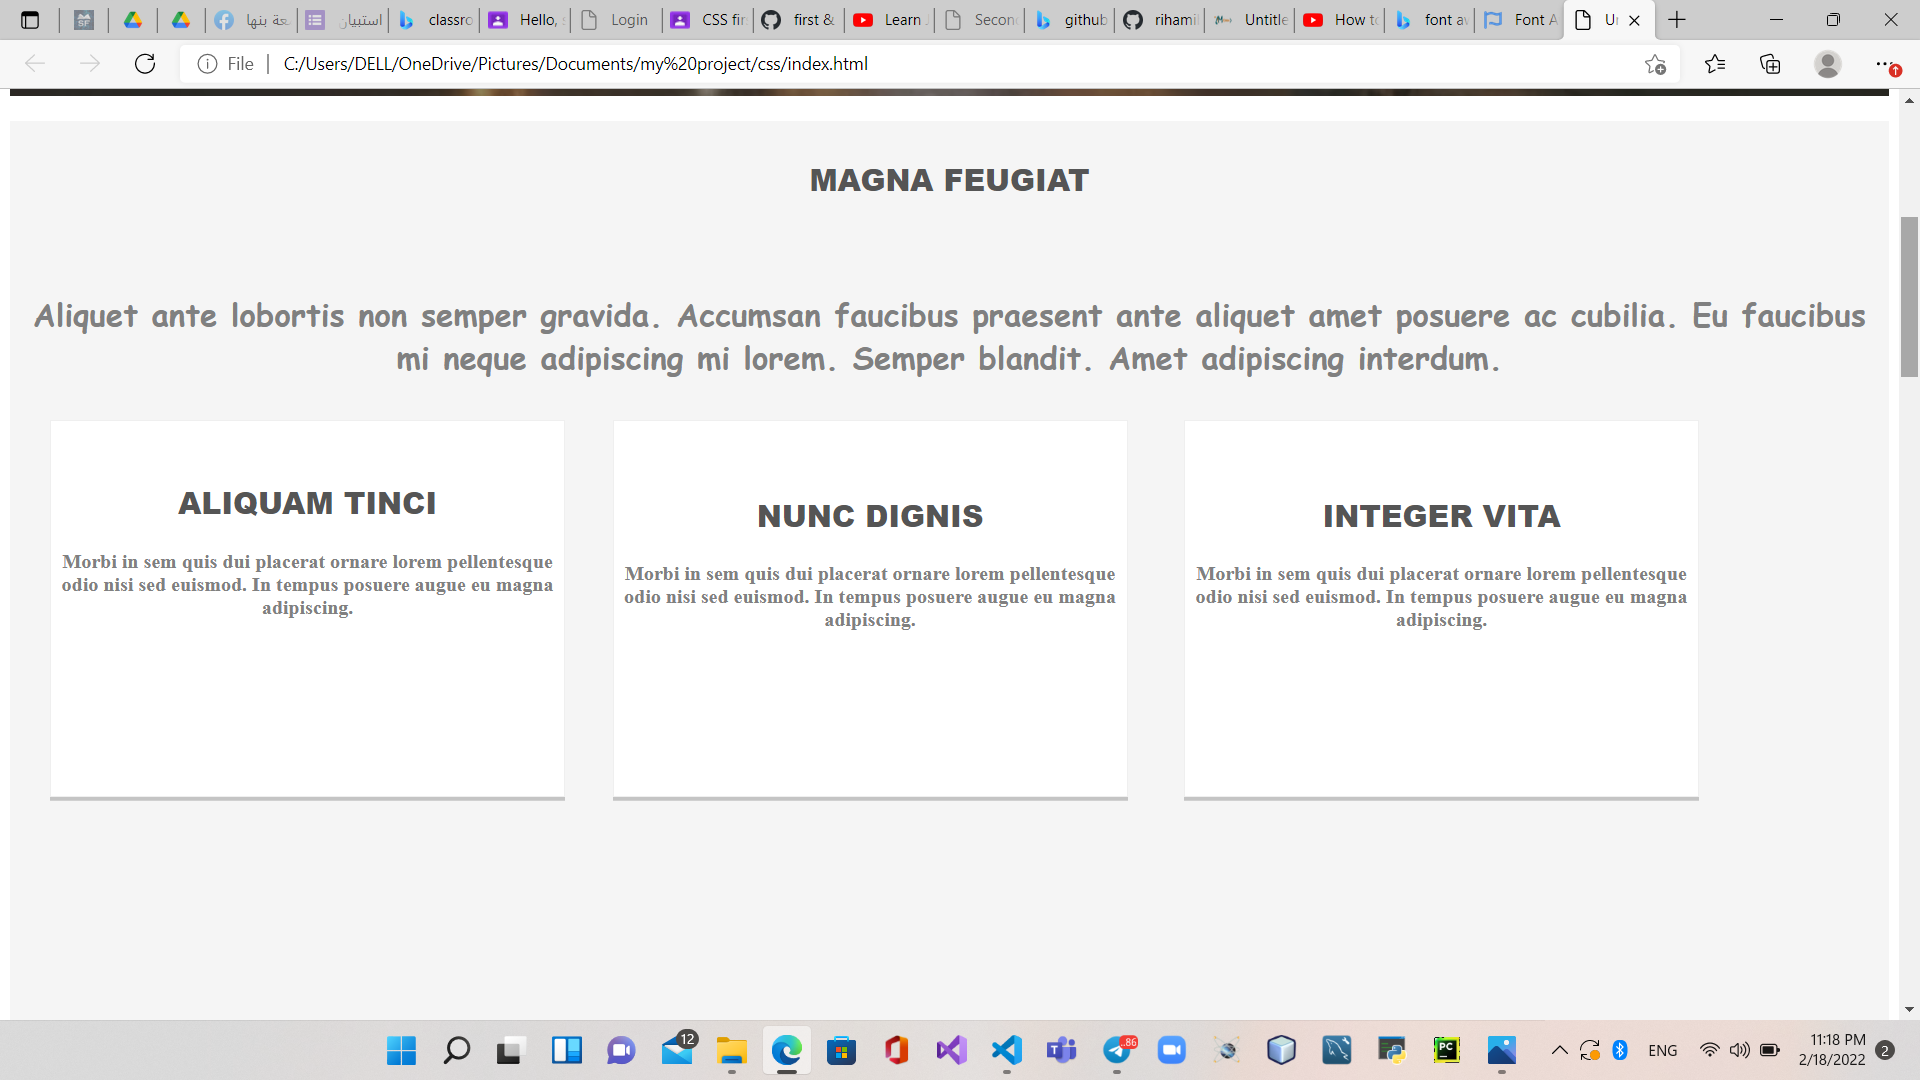 classro
Hello,
Login
CSS fir
first &
Learn
Secon
github
rihami
Untitle
How to
font av
Font A
استبيان
File
C:/Users/DELL/OneDrive/Pictures/Documents/my%20project/css/index.html
MAGNA FEUGIAT
Aliquet ante lobortis non semper gravida. Accumsan faucibus praesent ante aliquet amet posuere ac cubilia. Eu faucibus
mi neque adipiscing mi lorem. Semper blandit. Amet adipiscing interdum.
ALIQUAM TINCI
Morbi in sem quis dui placerat ornare lorem pellentesque
odio nisi sed euismod. In tempus posuere augue eu magna
adipiscing.
NUNC DIGNIS
Morbi in sem quis dui placerat ornare lorem pellentesque
odio nisi sed euismod. In tempus posuere augue eu magna
adipiscing.
INTEGER VITA
Morbi in sem quis dui placerat ornare lorem pellentesque
odio nisi sed euismod. In tempus posuere augue eu magna
adipiscing.
12
..86
PC
ENG
11:18 PM
2/18/2022
2